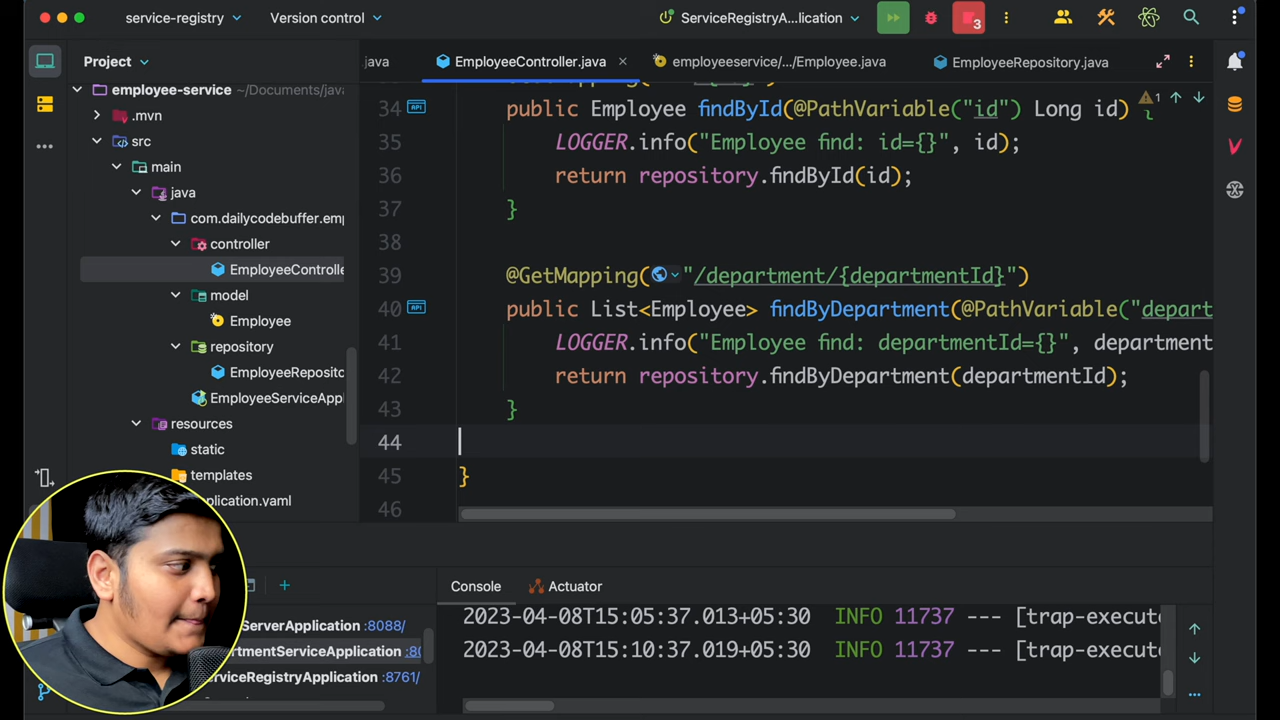 service-registry
Version control
ServiceRegistryA...lication
3
Project
java
EmployeeController.java
employeeservice/.../Employee.java
EmployeeRepository.java
employee-service ~/Documents/java
.mvn
src
main
java
com.dailycodebuffer.emp
controller
EmployeeControlle
model
Employee
repository
EmployeeReposito
EmployeeServiceApp
resources
static
templates
pplication.yaml
34 public Employee findById(@PathVariable("id") Long id)
1
35 LOGGER.info("Employee find: id={}", id);
36 return repository.findById(id);
37 }
38
39 @GetMapping("/department/{departmentId}")
40 public List<Employee> findByDepartment(@PathVariable("depart
41 LOGGER.info("Employee find: departmentId={}", department
42 return repository.findByDepartment(departmentId);
43 }
44
45 }
46
Console
Actuator
ServerApplication :8088/
rtmentServiceApplication :80
rviceRegistryApplication :8761/
2023-04-08T15:05:37.013+05:30 INFO 11737 --- [trap-execut
2023-04-08T15:10:37.019+05:30 INFO 11737 --- [trap-execut